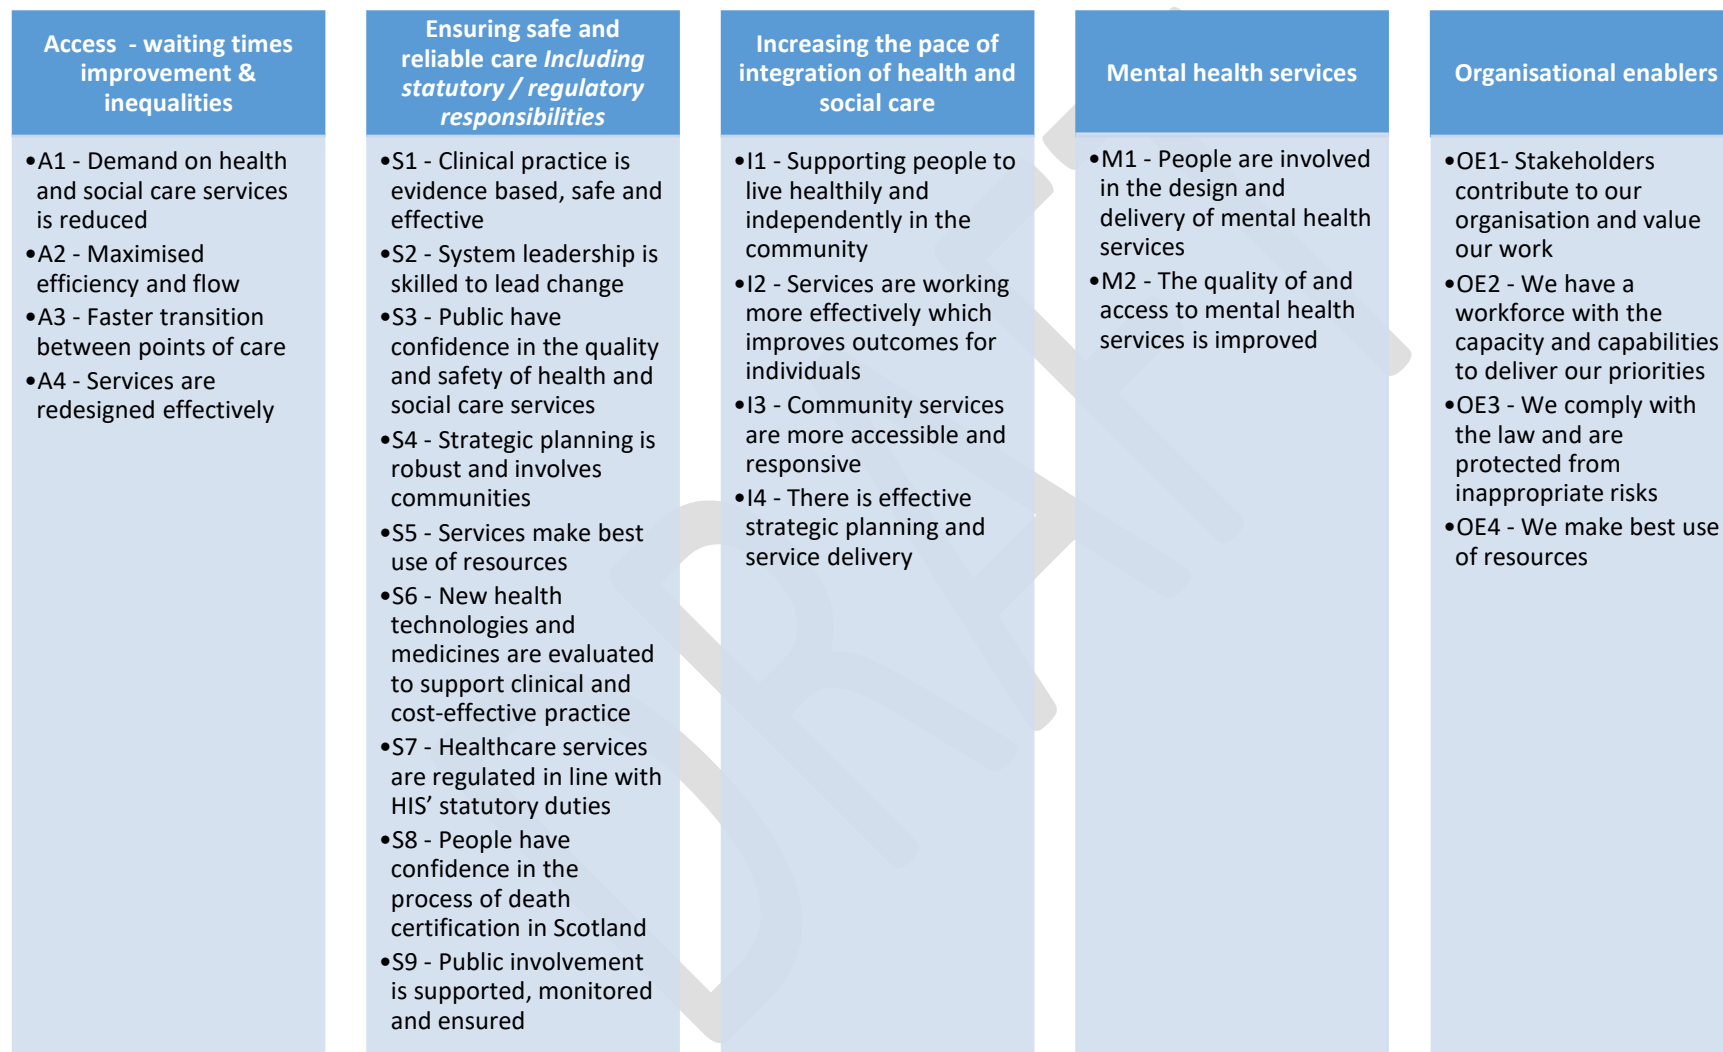 Access - waiting times
improvement &
inequalities
•A1 - Demand on health
and social care services
is reduced
•A2 - Maximised
efficiency and flow
•A3 - Faster transition
between points of care
•A4 - Services are
redesigned effectively
Ensuring safe and
reliable care Including
statutory / regulatory
responsibilities
•S1 - Clinical practice is
evidence based, safe and
effective
•S2 - System leadership is
skilled to lead change
•S3 - Public have
confidence in the quality
and safety of health and
social care services
•S4 - Strategic planning is
robust and involves
communities
•S5 - Services make best
use of resources
•S6 - New health
technologies and
medicines are evaluated
to support clinical and
cost-effective practice
•S7 - Healthcare services
are regulated in line with
HIS’ statutory duties
•S8 - People have
confidence in the
process of death
certification in Scotland
•S9 - Public involvement
is supported, monitored
and ensured
Increasing the pace of
integration of health and
social care
•I1 - Supporting people to
live healthily and
independently in the
community
•I2 - Services are working
more effectively which
improves outcomes for
individuals
•I3 - Community services
are more accessible and
responsive
•I4 - There is effective
strategic planning and
service delivery
Mental health services
•M1 - People are involved
in the design and
delivery of mental health
services
•M2 - The quality of and
access to mental health
services is improved
Organisational enablers
•OE1- Stakeholders
contribute to our
organisation and value
our work
•OE2 - We have a
workforce with the
capacity and capabilities
to deliver our priorities
•OE3 - We comply with
the law and are
protected from
inappropriate risks
•OE4 - We make best use
of resources
DRAFT